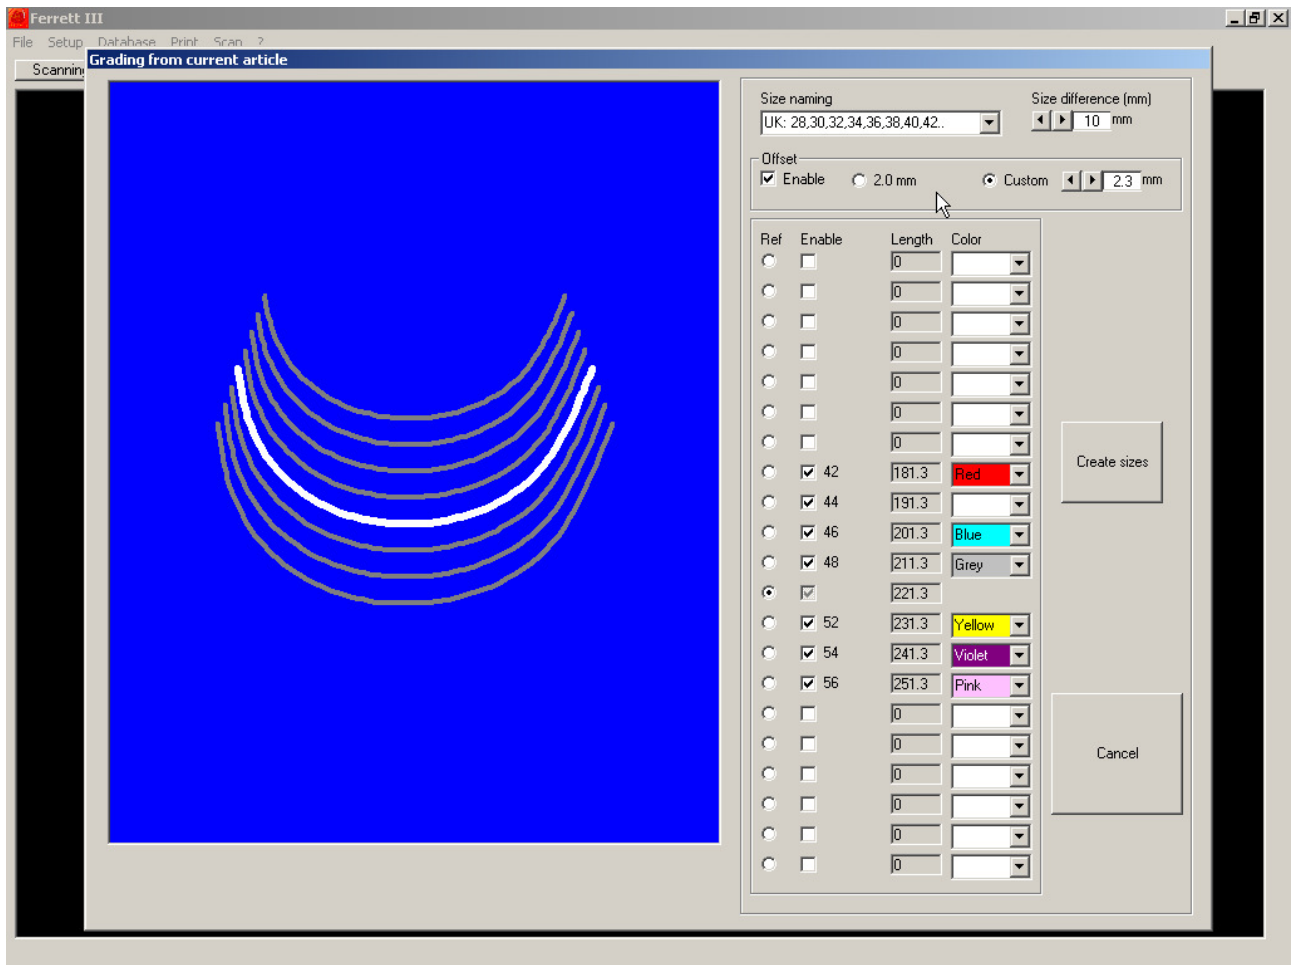 Ferrett III
File Setup Database Print Scan ?
Scanning
Grading from current article
Size naming Size difference (mm)
UK: 28,30,32,34,36,38,40,42.. 10 mm
Offset
Enable 2.0 mm Custom 2.3 mm
Ref Enable Length Color
0
0
0
0
0
0
0
42 181.3 Red
44 191.3
46 201.3 Blue
48 211.3 Grey
221.3
52 231.3 Yellow
54 241.3 Violet
56 251.3 Pink
0
0
0
0
0
0
Create sizes
Cancel